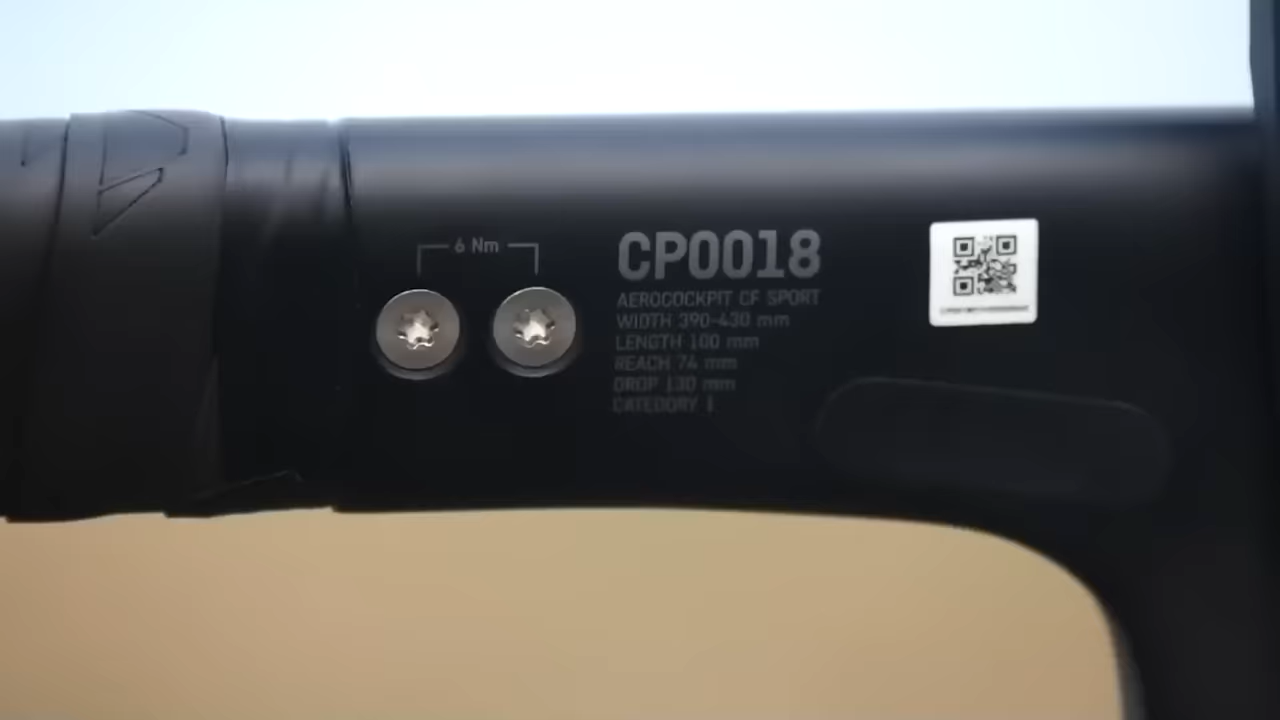 6 Nm
CP0018
AEROCOCKPIT CF SPORT
WIDTH 390-430 mm
LENGTH 100 mm
REACH 74 mm
DROP 130 mm
CATEGORY 1